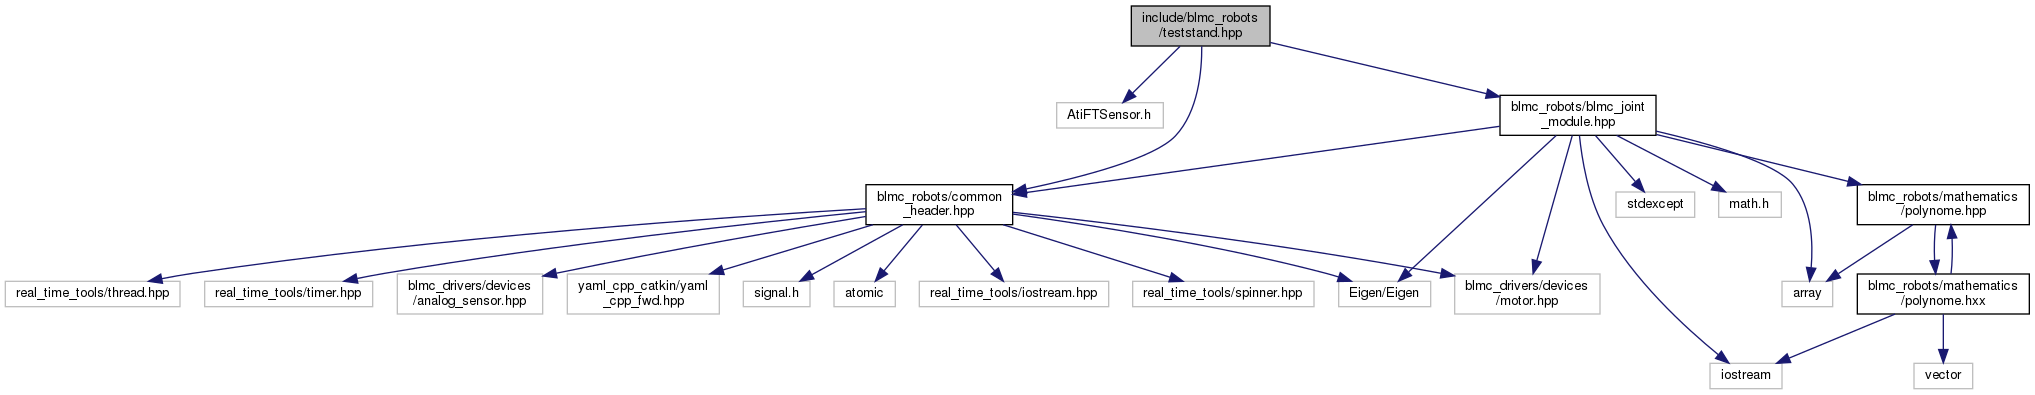 include/blmc_robots
/teststand.hpp
AtiFTSensor.h
blmc_robots/blmc_joint
_module.hpp
blmc_robots/common
_header.hpp
stdexcept
math.h
blmc_robots/mathematics
/polynome.hpp
real_time_tools/thread.hpp
real_time_tools/timer.hpp
blmc_drivers/devices
/analog_sensor.hpp
yaml_cpp_catkin/yaml
_cpp_fwd.hpp
signal.h
atomic
real_time_tools/iostream.hpp
real_time_tools/spinner.hpp
Eigen/Eigen
blmc_drivers/devices
/motor.hpp
array
blmc_robots/mathematics
/polynome.hxx
iostream
vector